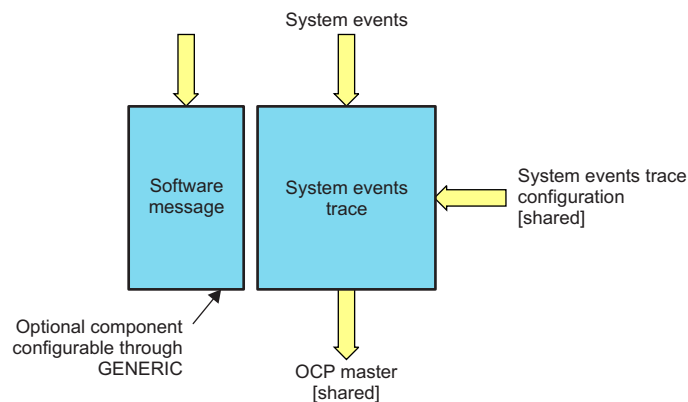 System events
Software
message
System events
trace
System events trace
configuration
[shared]
Optional component
configurable through
GENERIC
OCP master
[shared]